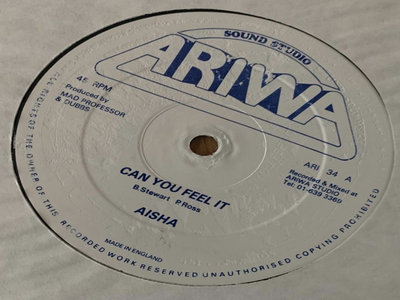 SOUND STUDIO
ARIWA
45 RPM
Produced by
MAD PROFESSOR
& DUBBS
ARI 34 A
Recorded & Mixed at
ARIWA STUDIO
Tel: 01-639 3369
CAN YOU FEEL IT
B. Stewart P. Ross
AISHA
MADE IN ENGLAND
RIGHTS OF THE OWNER OF THIS RECORDED WORK RESERVED UNAUTHORISED COPYING PROHIBITED